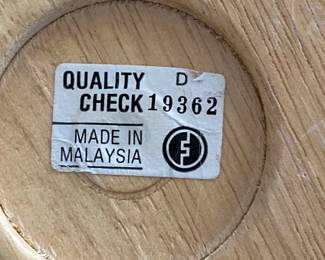 QUALITY D
CHECK 19362
MADE IN
MALAYSIA